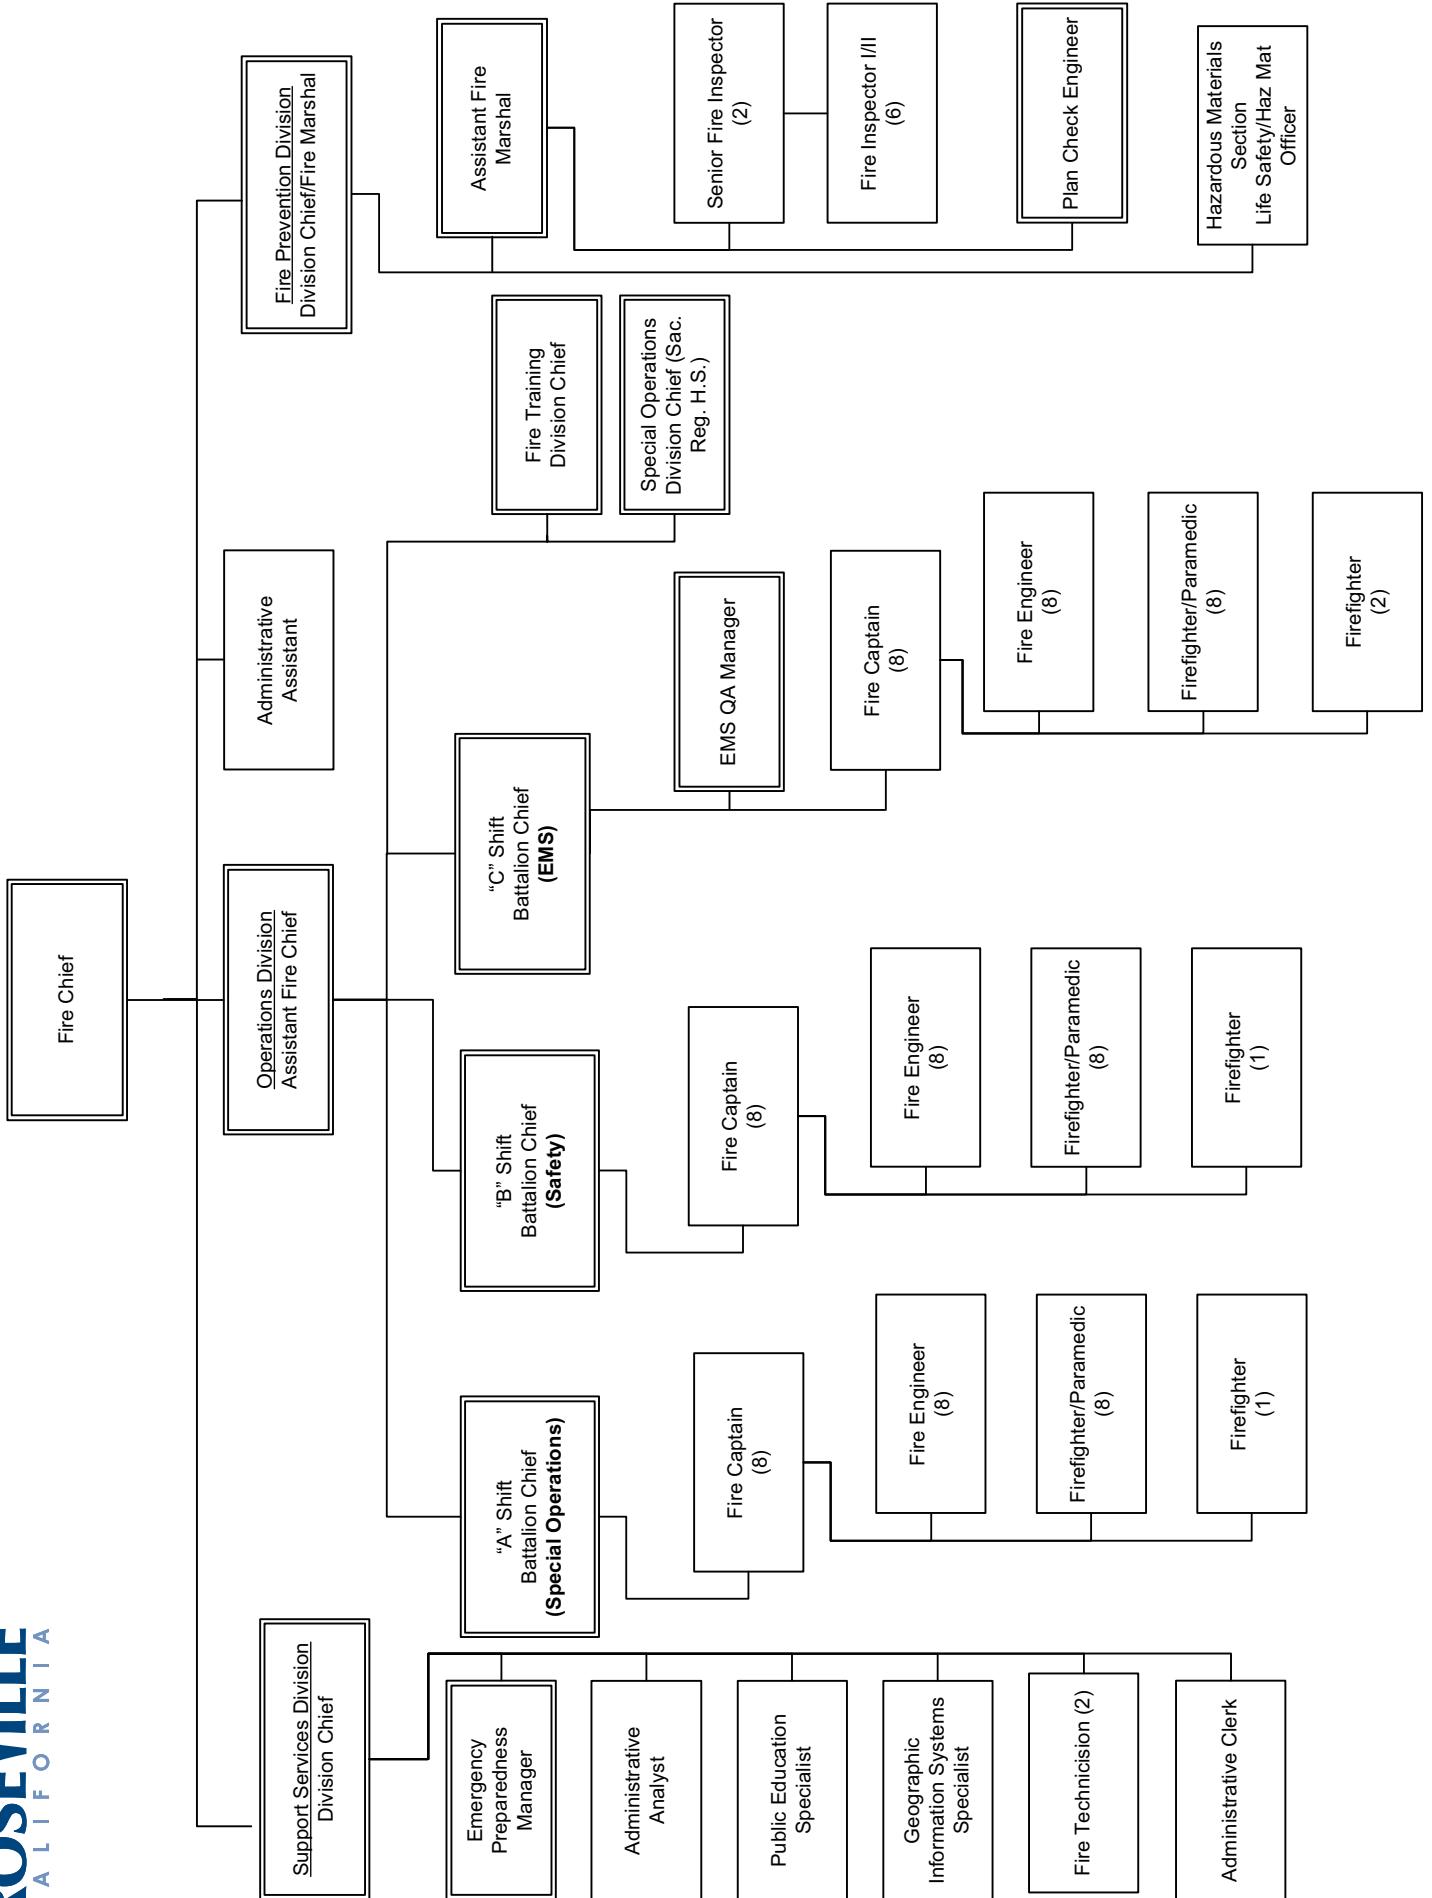 ROSEVILLE
ALIFORNIA
Fire Chief
Support Services Division
Division Chief
Operations Division
Assistant Fire Chief
Administrative
Assistant
Fire Prevention Division
Division Chief/Fire Marshal
Emergency
Preparedness
Manager
Administrative
Analyst
Public Education
Specialist
Geographic
Information Systems
Specialist
Fire Technicision (2)
Administrative Clerk
“A” Shift
Battalion Chief
(Special Operations)
Fire Captain
(8)
Fire Engineer
(8)
Firefighter/Paramedic
(8)
Firefighter
(1)
“B” Shift
Battalion Chief
(Safety)
Fire Captain
(8)
Fire Engineer
(8)
Firefighter/Paramedic
(8)
Firefighter
(1)
“C” Shift
Battalion Chief
(EMS)
EMS QA Manager
Fire Captain
(8)
Fire Engineer
(8)
Firefighter/Paramedic
(8)
Firefighter
(2)
Fire Training
Division Chief
Special Operations
Division Chief (Sac.
Reg. H.S.)
Assistant Fire
Marshal
Senior Fire Inspector
(2)
Fire Inspector I/II
(6)
Plan Check Engineer
Hazardous Materials
Section
Life Safety/Haz Mat
Officer